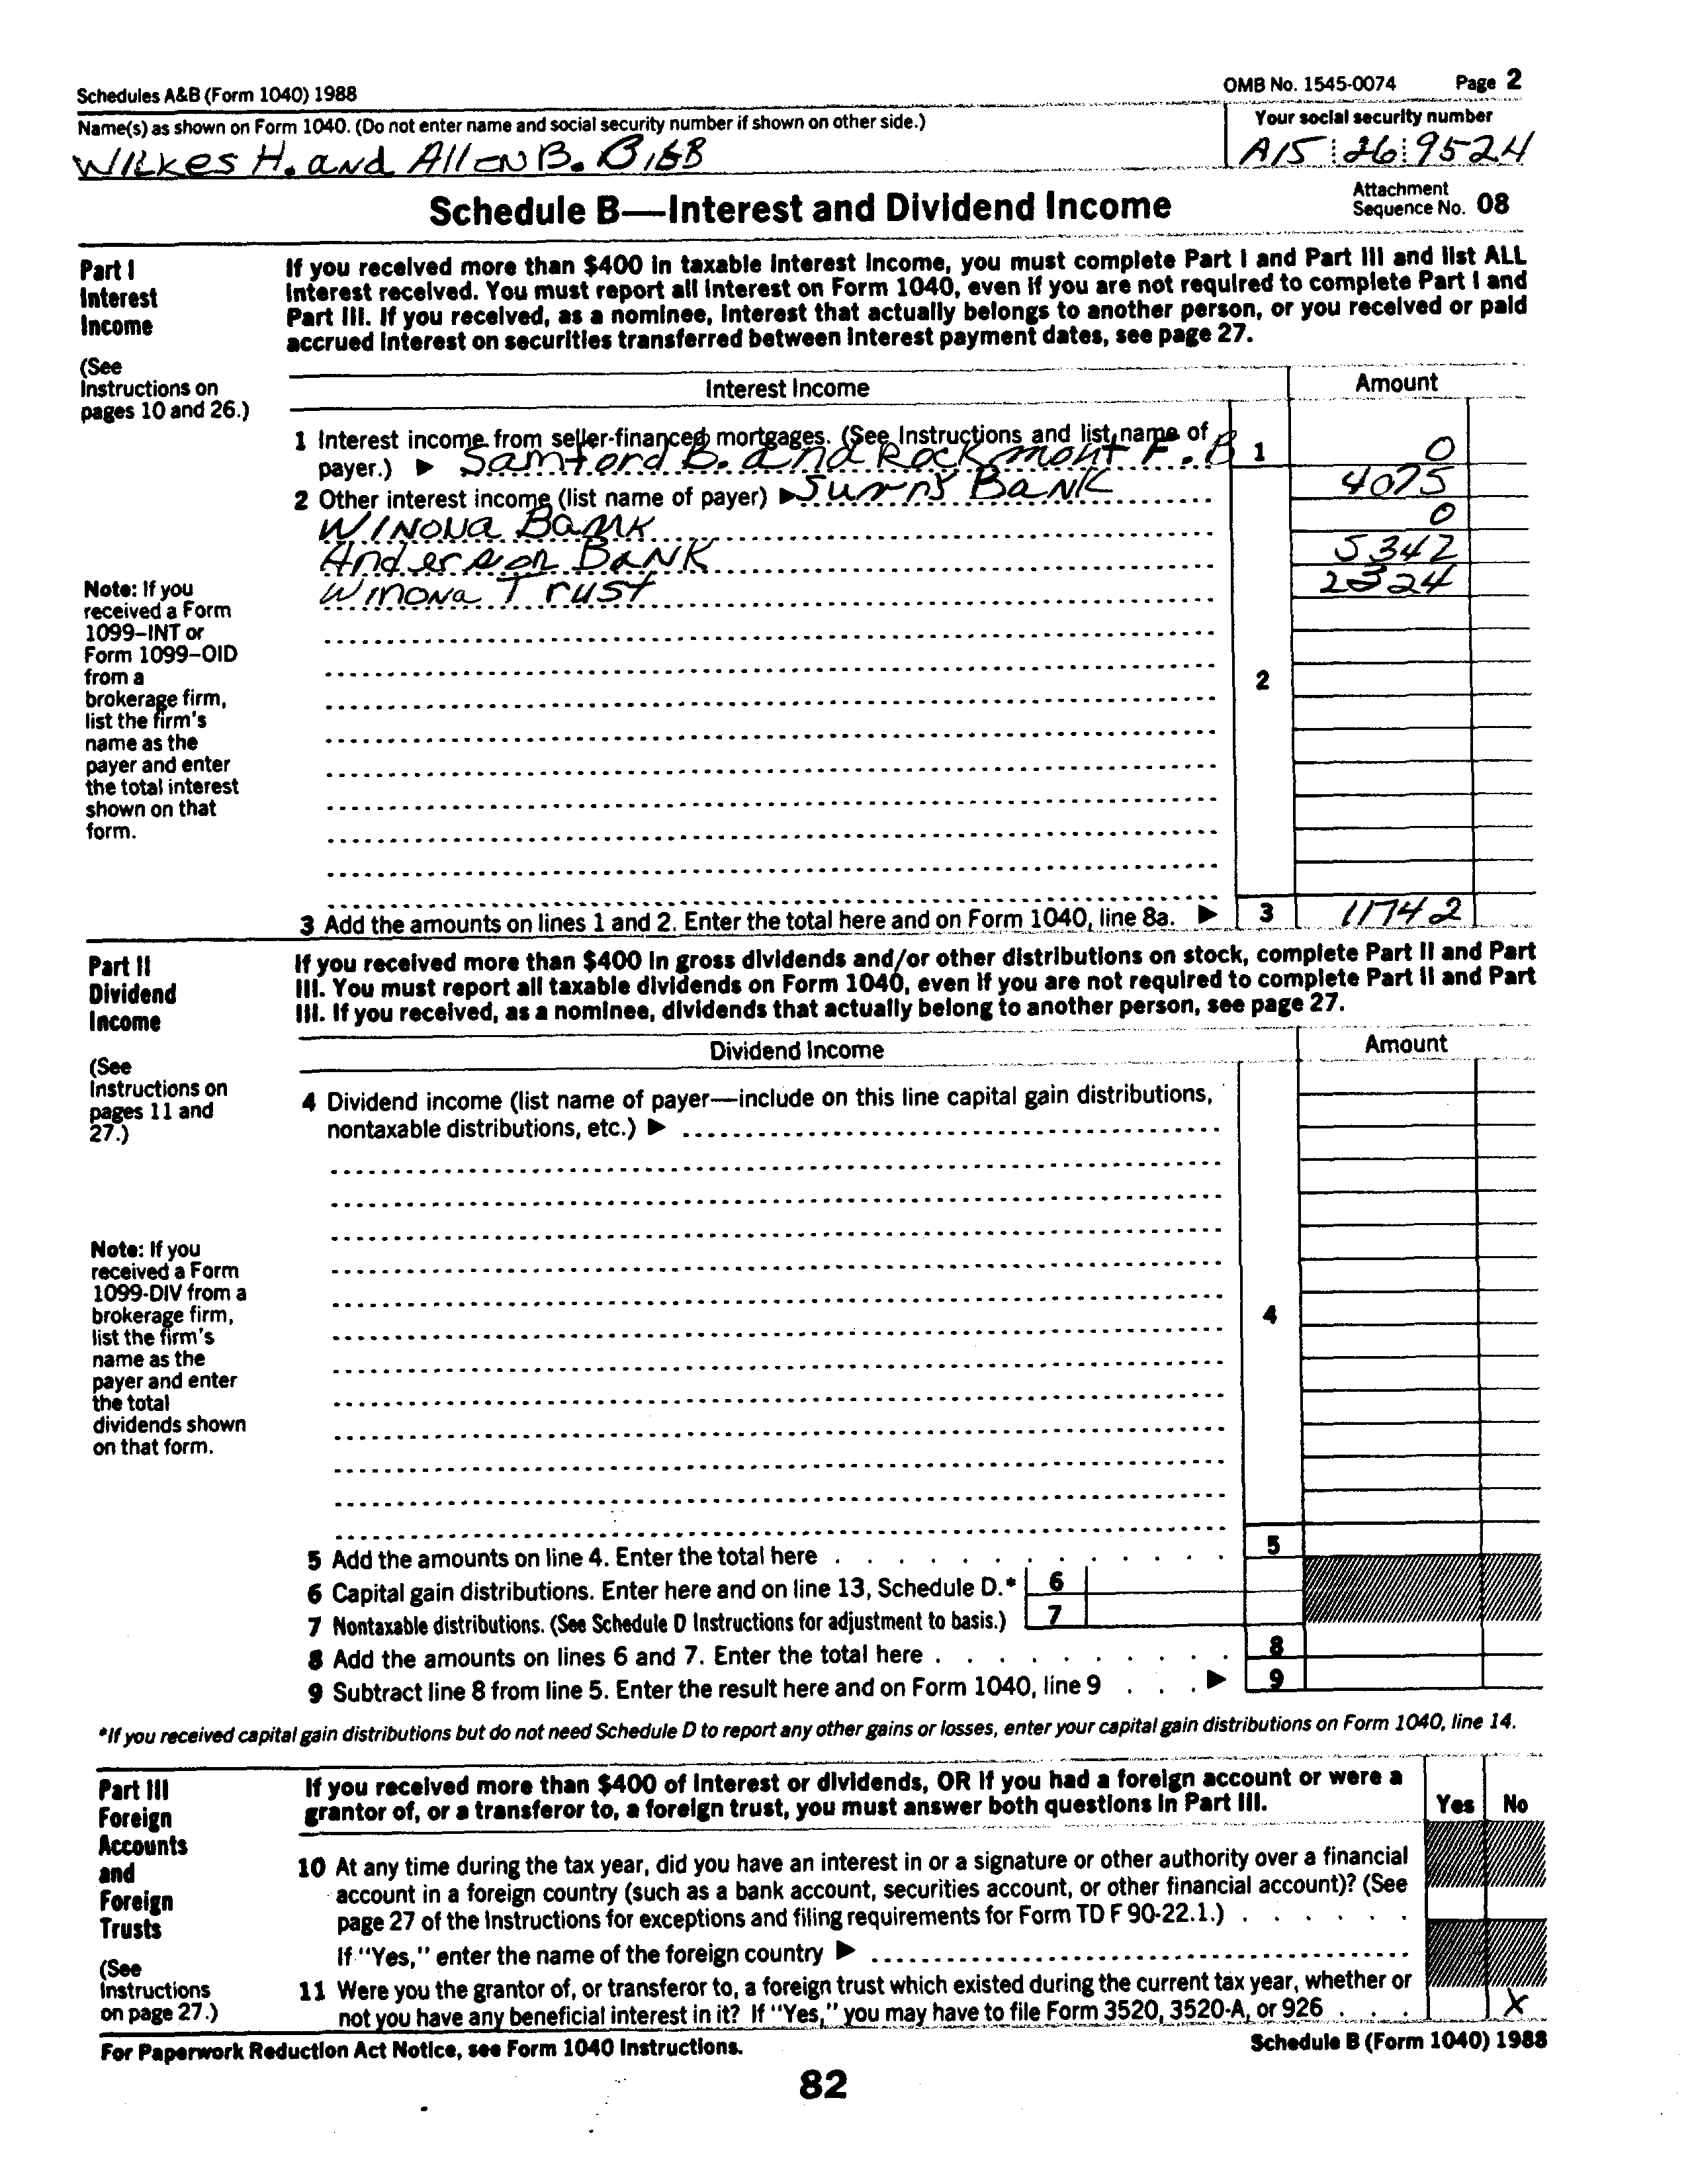 Schedules A&B (Form 1040) 1988 OMB No. 1545-0074 Page 2
Name(s) as shown on Form 1040. (Do not enter name and social security number if shown on other side.) Your social security number
WILKES H. and Allen B. Bibb A15 26 9524
Schedule B—Interest and Dividend Income Attachment Sequence No. 08
Part I
Interest
Income
(See
Instructions on
pages 10 and 26.)
If you received more than $400 in taxable interest income, you must complete Part I and Part III and list ALL
interest received. You must report all interest on Form 1040, even if you are not required to complete Part I and
Part III. If you received, as a nominee, interest that actually belongs to another person, or you received or paid
accrued interest on securities transferred between interest payment dates, see page 27.
Interest Income Amount
1 Interest income from seller-financed mortgages. (See Instructions and list name of
payer.) ▶ Samford B. and Rockmont F. B 1 0
2 Other interest income (list name of payer) ▶ Sunny BANK 4075
WINONA BANK 0
Anderson BANK 5342
Winona Trust 2324
Note: If you
received a Form
1099–INT or
Form 1099–OID
from a
brokerage firm,
list the firm's
name as the
payer and enter
the total interest
shown on that
form.
2
3 Add the amounts on lines 1 and 2. Enter the total here and on Form 1040, line 8a. ▶ 3 11742
Part II
Dividend
Income
(See
Instructions on
pages 11 and
27.)
If you received more than $400 in gross dividends and/or other distributions on stock, complete Part II and Part
III. You must report all taxable dividends on Form 1040, even if you are not required to complete Part II and Part
III. If you received, as a nominee, dividends that actually belong to another person, see page 27.
Dividend Income Amount
4 Dividend income (list name of payer—include on this line capital gain distributions,
nontaxable distributions, etc.) ▶
Note: If you
received a Form
1099-DIV from a
brokerage firm,
list the firm's
name as the
payer and enter
the total
dividends shown
on that form.
4
5 Add the amounts on line 4. Enter the total here 5
6 Capital gain distributions. Enter here and on line 13, Schedule D.* 6
7 Nontaxable distributions. (See Schedule D Instructions for adjustment to basis.) 7
8 Add the amounts on lines 6 and 7. Enter the total here 8
9 Subtract line 8 from line 5. Enter the result here and on Form 1040, line 9 ▶ 9
*If you received capital gain distributions but do not need Schedule D to report any other gains or losses, enter your capital gain distributions on Form 1040, line 14.
Part III
Foreign
Accounts
and
Foreign
Trusts
(See
Instructions
on page 27.)
If you received more than $400 of interest or dividends, OR if you had a foreign account or were a
grantor of, or a transferor to, a foreign trust, you must answer both questions in Part III. Yes No
10 At any time during the tax year, did you have an interest in or a signature or other authority over a financial
account in a foreign country (such as a bank account, securities account, or other financial account)? (See
page 27 of the Instructions for exceptions and filing requirements for Form TD F 90-22.1.)
If "Yes," enter the name of the foreign country ▶
11 Were you the grantor of, or transferor to, a foreign trust which existed during the current tax year, whether or
not you have any beneficial interest in it? If "Yes," you may have to file Form 3520, 3520-A, or 926 X
For Paperwork Reduction Act Notice, see Form 1040 Instructions. Schedule B (Form 1040) 1988
82